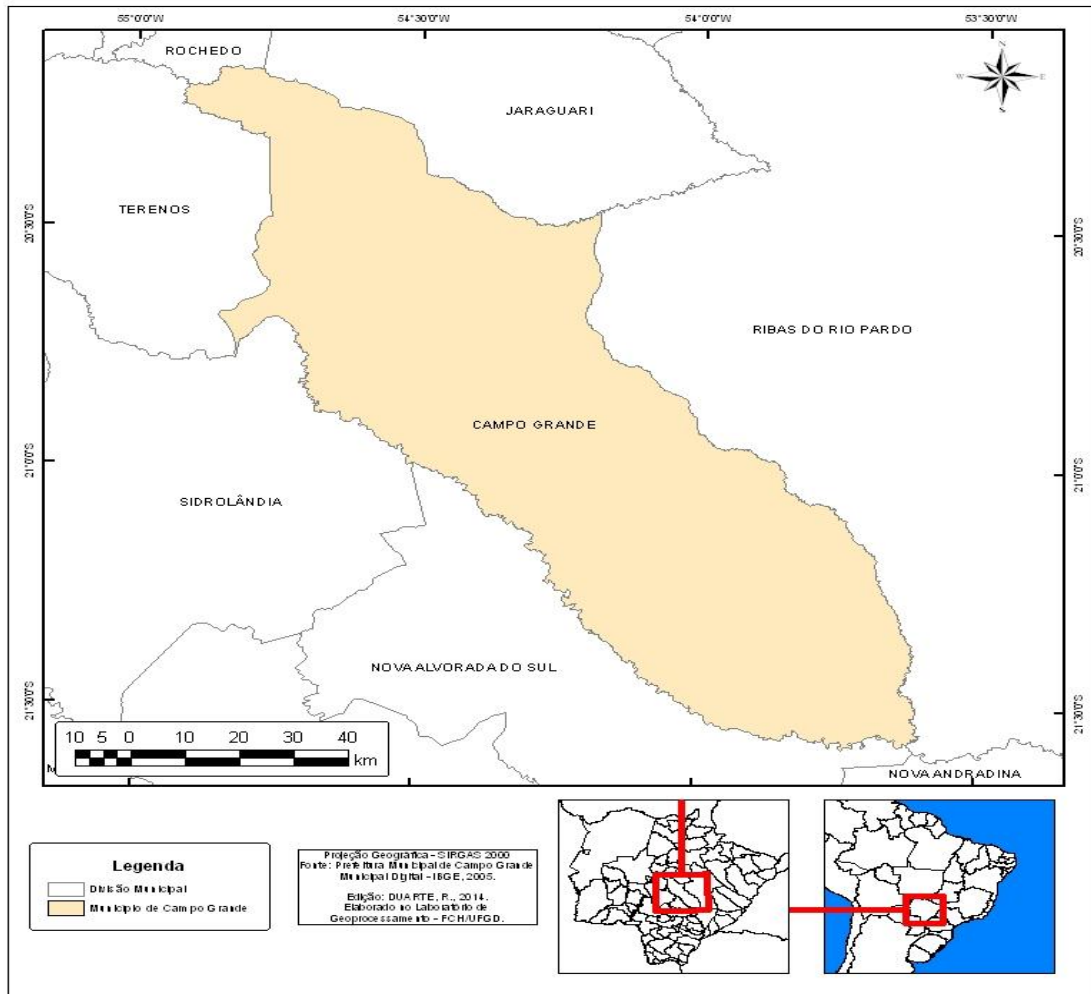 55°0'0"W 54°30'0"W 54°0'0"W 53°30'0"W
ROCHEDO
N
W E
JARAGUARI
TERENOS
20°30'0"S 20°30'0"S
RIBAS DO RIO PARDO
CAMPO GRANDE
21°0'0"S 21°0'0"S
SIDROLÂNDIA
NOVA ALVORADA DO SUL
21°30'0"S 21°30'0"S
10 5 0 10 20 30 40
km
NOVA ANDRADINA
Legenda
Divisão Municipal
Município de Campo Grande
Projeção Geográfica - SIRGAS 2000
Fonte: Prefeitura Municipal de Campo Grande
Municipal Digital - IBGE, 2005.
Edição: DUARTE, R., 2014.
Elaborado no Laboratório de
Geoprocessamento - FCH/UFGD.